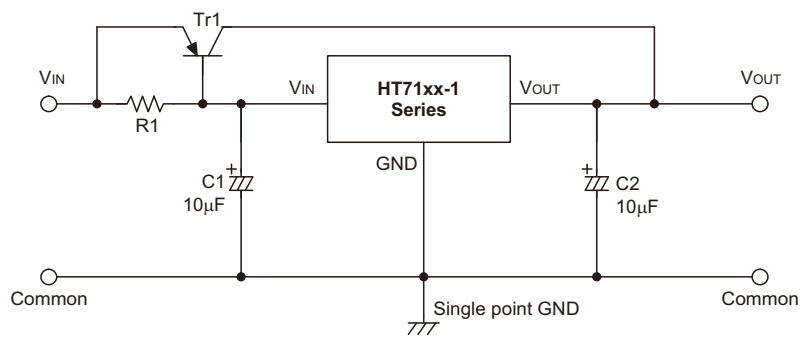 Tr1
VIN
R1
VIN
HT71xx-1
Series
VOUT
VOUT
GND
+
C1
10μF
+
C2
10μF
Common
Single point GND
Common